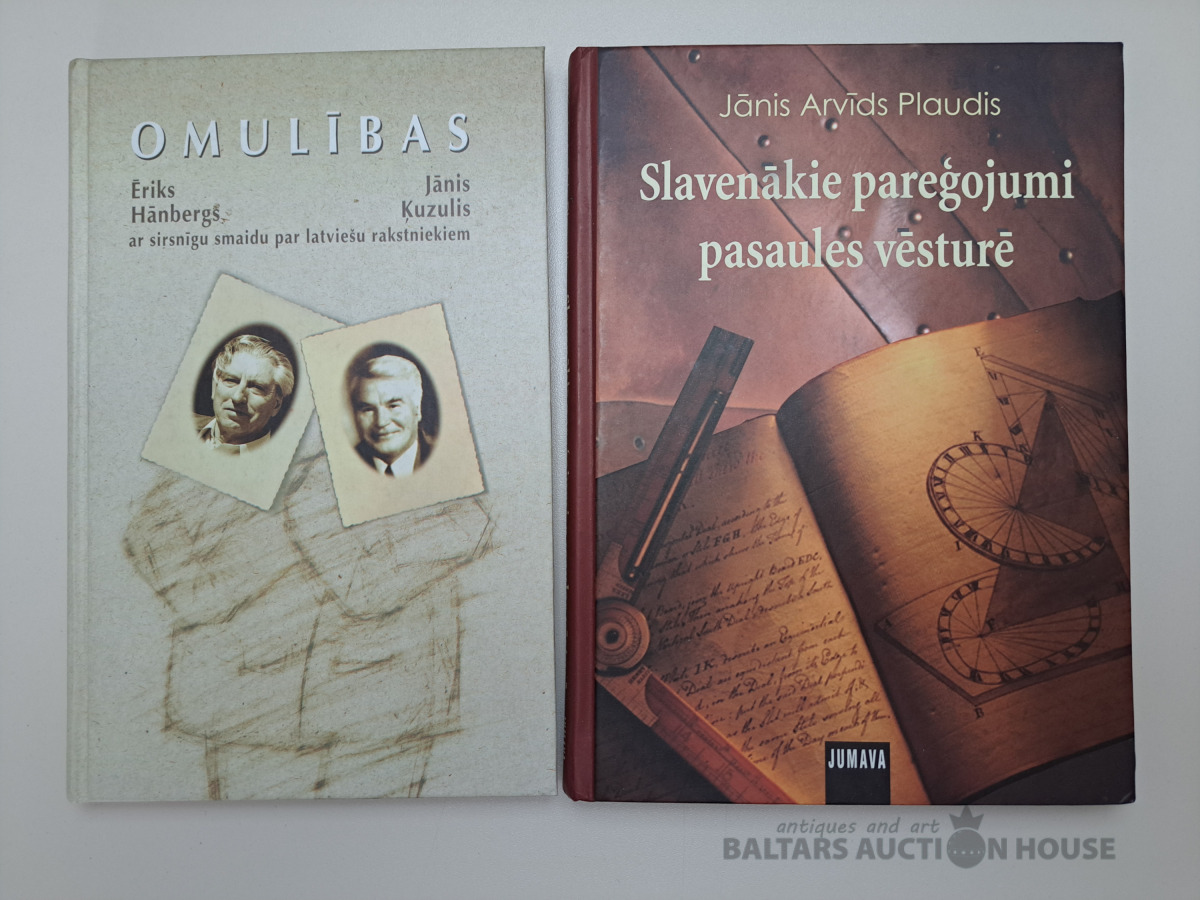 OMULĪBAS
Ēriks Jānis
Hānbergs, Ķuzulis
ar sirsnīgu smaidu par latviešu rakstniekiem
Jānis Arvīds Plaudis
Slavenākie pareģojumi
pasaules vēsturē
JUMAVA
antiques and art
BALTARS AUCTION HOUSE